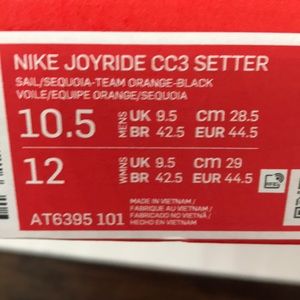 NIKE JOYRIDE CC3 SETTER
SAIL/SEQUOIA-TEAM ORANGE-BLACK
VOILE/EQUIPE ORANGE/SEQUOIA
10.5 MENS UK 9.5 CM 28.5
BR 42.5 EUR 44.5
12 WMNS UK 9.5 CM 29
BR 42.5 EUR 44.5
AT6395 101
MADE IN VIETNAM /
FABRIQUE AU VIETNAM /
FABRICADO NO VIETNÃ /
HECHO EN VIETNAM